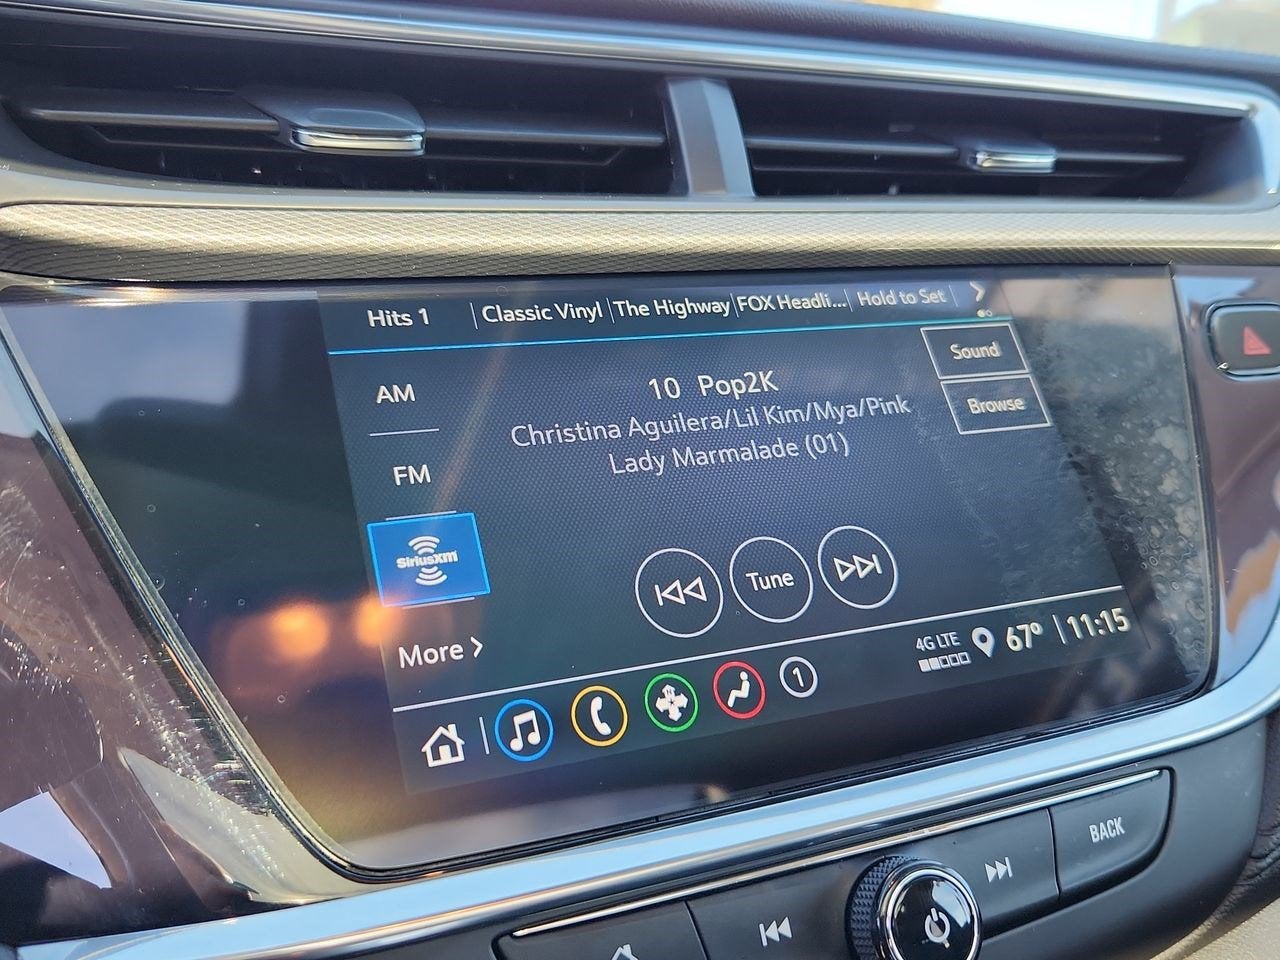 Hits 1 Classic Vinyl The Highway FOX Headli... Hold to Set
Sound
AM
10 Pop2K
Browse
Christina Aguilera/Lil Kim/Mya/Pink
Lady Marmalade (01)
FM
SiriusXM
Tune
More
4G LTE 67° 11:15
1
BACK